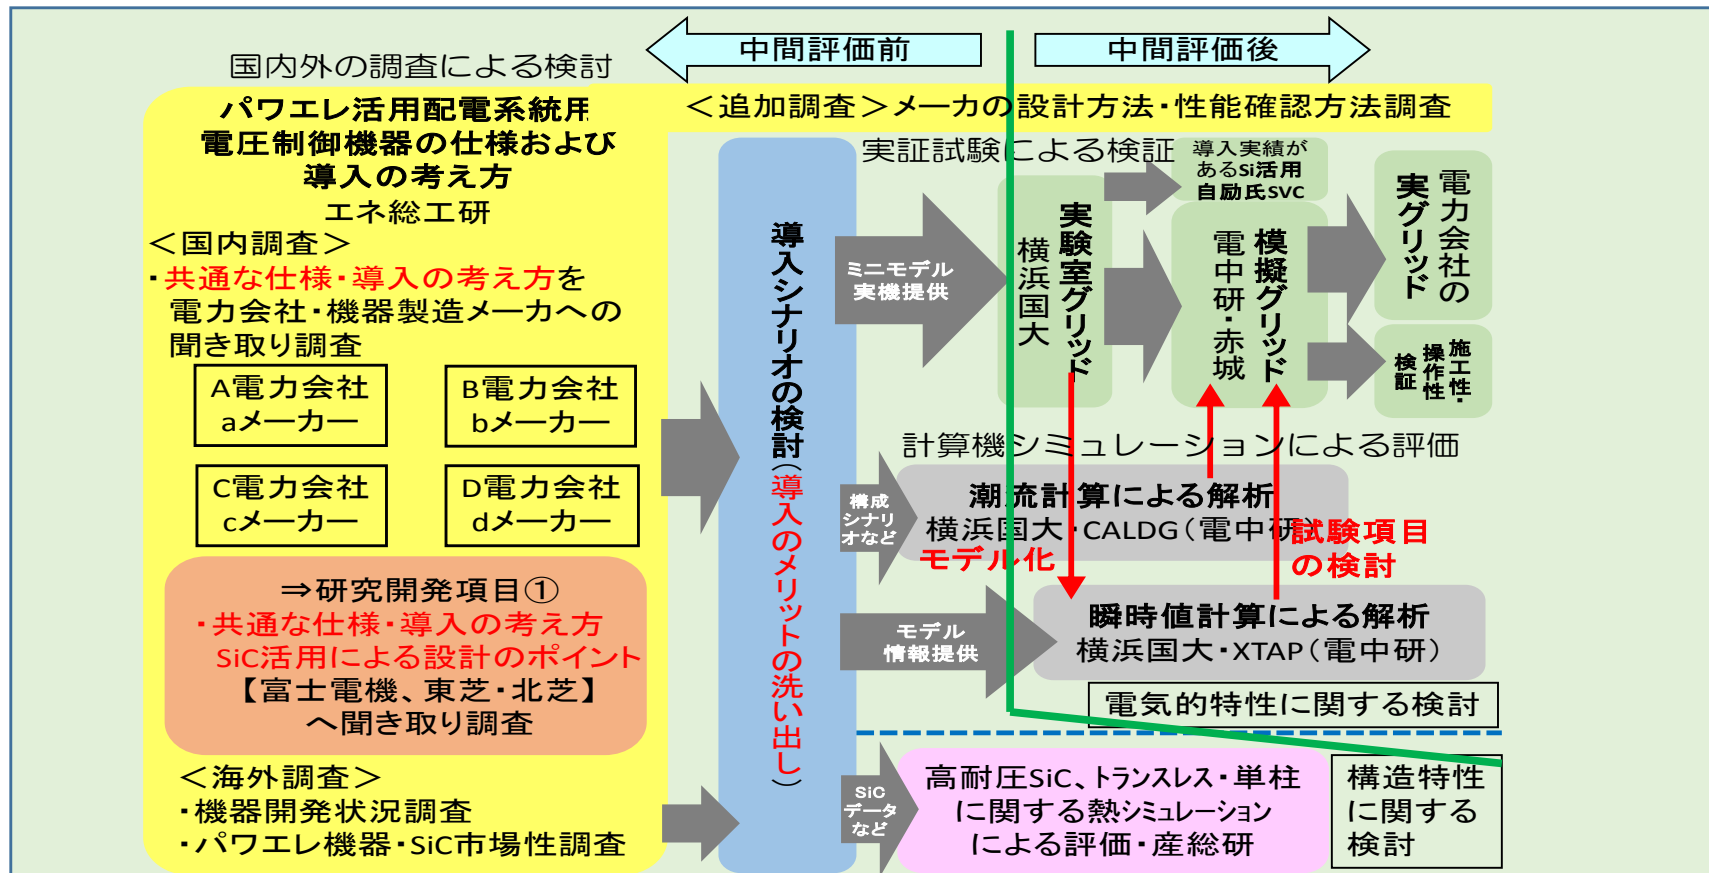 中間評価前
中間評価後
国内外の調査による検討
パワエレ活用配電系統用
電圧制御機器の仕様および
導入の考え方
エネ総工研
＜国内調査＞
・共通な仕様・導入の考え方を
電力会社・機器製造メーカへの
聞き取り調査
A電力会社
aメーカー
B電力会社
bメーカー
C電力会社
cメーカー
D電力会社
dメーカー
⇒研究開発項目①
・共通な仕様・導入の考え方
SiC活用による設計のポイント
【富士電機、東芝・北芝】
へ聞き取り調査
＜海外調査＞
・機器開発状況調査
・パワエレ機器・SiC市場性調査
＜追加調査＞メーカの設計方法・性能確認方法調査
導入シナリオの検討（導入のメリットの洗い出し）
実証試験による検証
ミニモデル
実機提供
実験室グリッド
横浜国大
導入実績が
あるSi活用
自励氏SVC
模擬グリッド
電中研・赤城
電力会社の
実グリッド
施工性・
操作性
検証
計算機シミュレーションによる評価
構成
シナリ
オなど
潮流計算による解析
横浜国大・CALDG（電中研）
モデル化
試験項目
の検討
モデル
情報提供
瞬時値計算による解析
横浜国大・XTAP（電中研）
電気的特性に関する検討
SiC
データ
など
高耐圧SiC、トランスレス・単柱
に関する熱シミュレーション
による評価・産総研
構造特性
に関する
検討